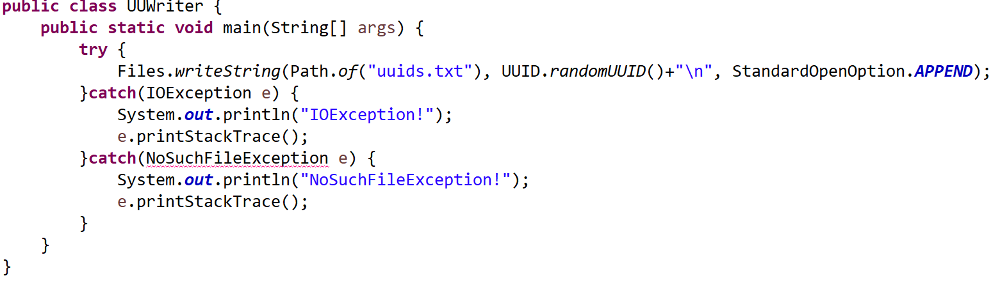 public class UUWriter {
    public static void main(String[] args) {
        try {
            Files.writeString(Path.of("uuids.txt"), UUID.randomUUID()+"\n", StandardOpenOption.APPEND);
        }catch(IOException e) {
            System.out.println("IOException!");
            e.printStackTrace();
        }catch(NoSuchFileException e) {
            System.out.println("NoSuchFileException!");
            e.printStackTrace();
        }
    }
}